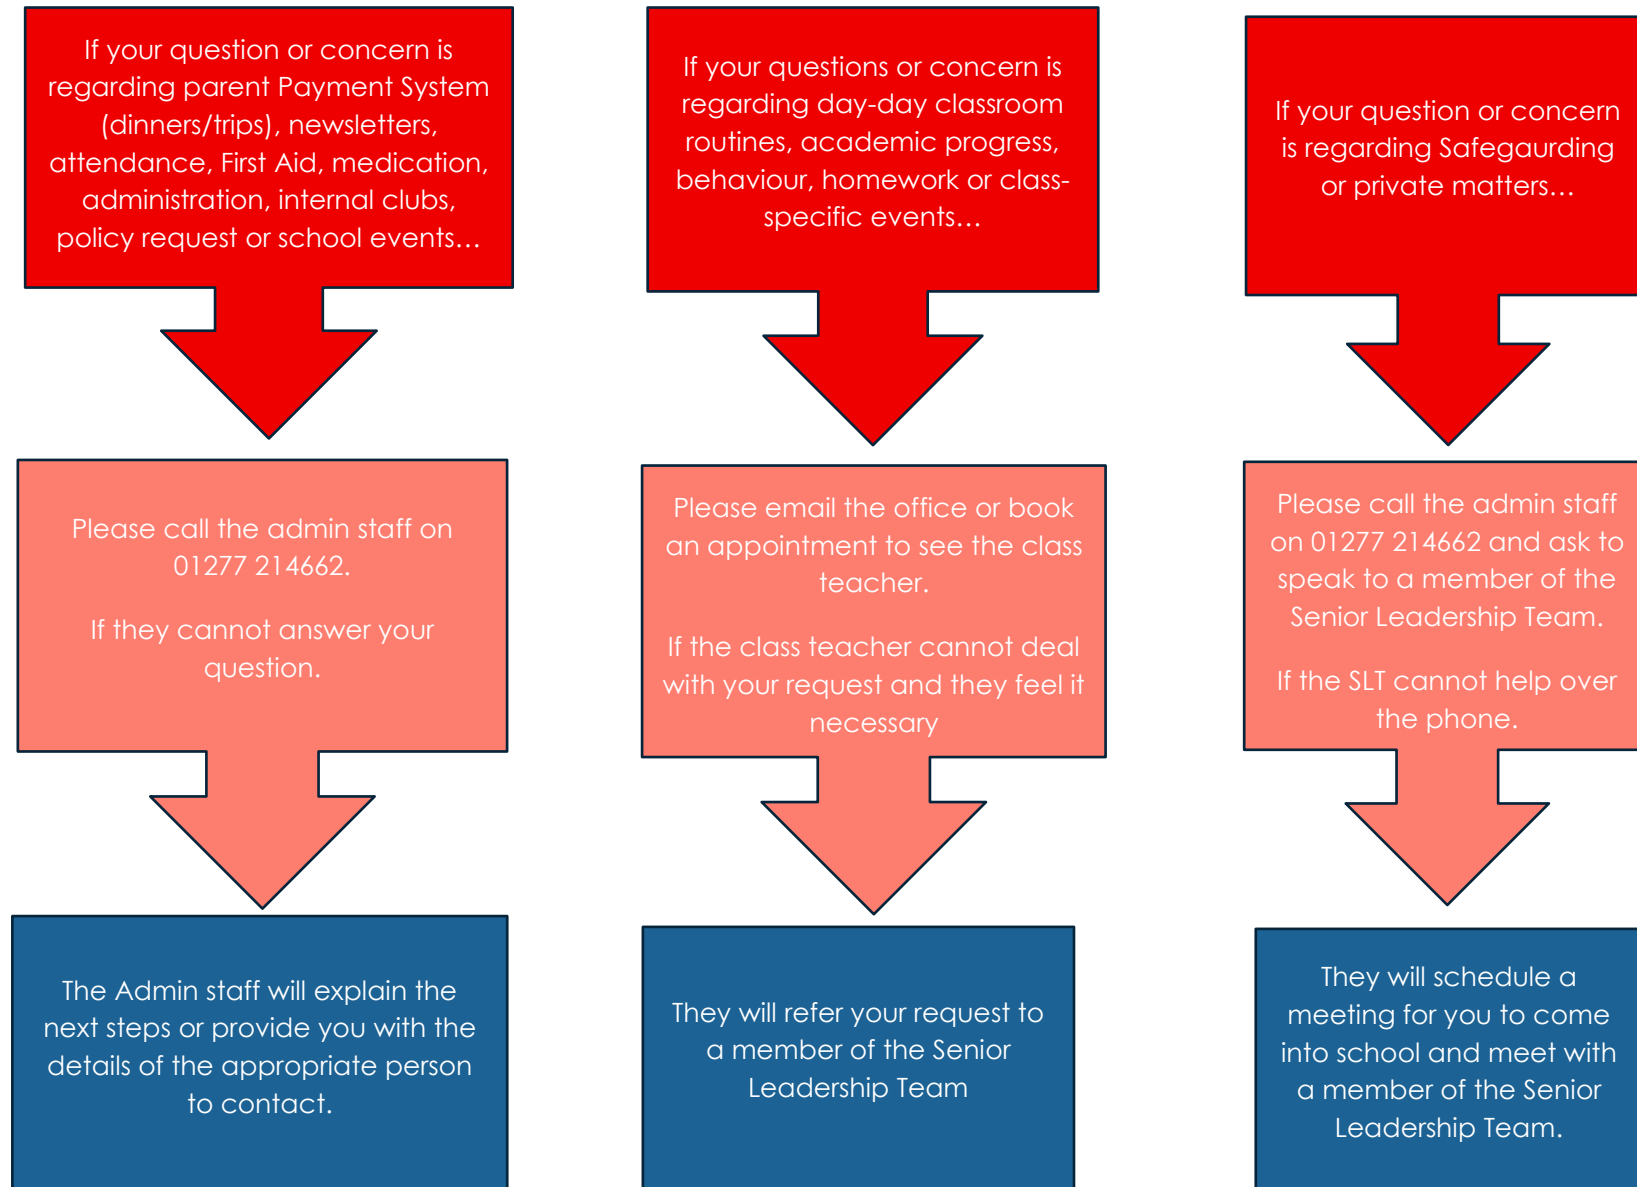 If your question or concern is
regarding parent Payment System
(dinners/trips), newsletters,
attendance, First Aid, medication,
administration, internal clubs,
policy request or school events…
Please call the admin staff on
01277 214662.
If they cannot answer your
question.
The Admin staff will explain the
next steps or provide you with the
details of the appropriate person
to contact.
If your questions or concern is
regarding day-day classroom
routines, academic progress,
behaviour, homework or class-
specific events…
Please email the office or book
an appointment to see the class
teacher.
If the class teacher cannot deal
with your request and they feel it
necessary
They will refer your request to
a member of the Senior
Leadership Team
If your question or concern
is regarding Safegaurding
or private matters…
Please call the admin staff
on 01277 214662 and ask to
speak to a member of the
Senior Leadership Team.
If the SLT cannot help over
the phone.
They will schedule a
meeting for you to come
into school and meet with
a member of the Senior
Leadership Team.